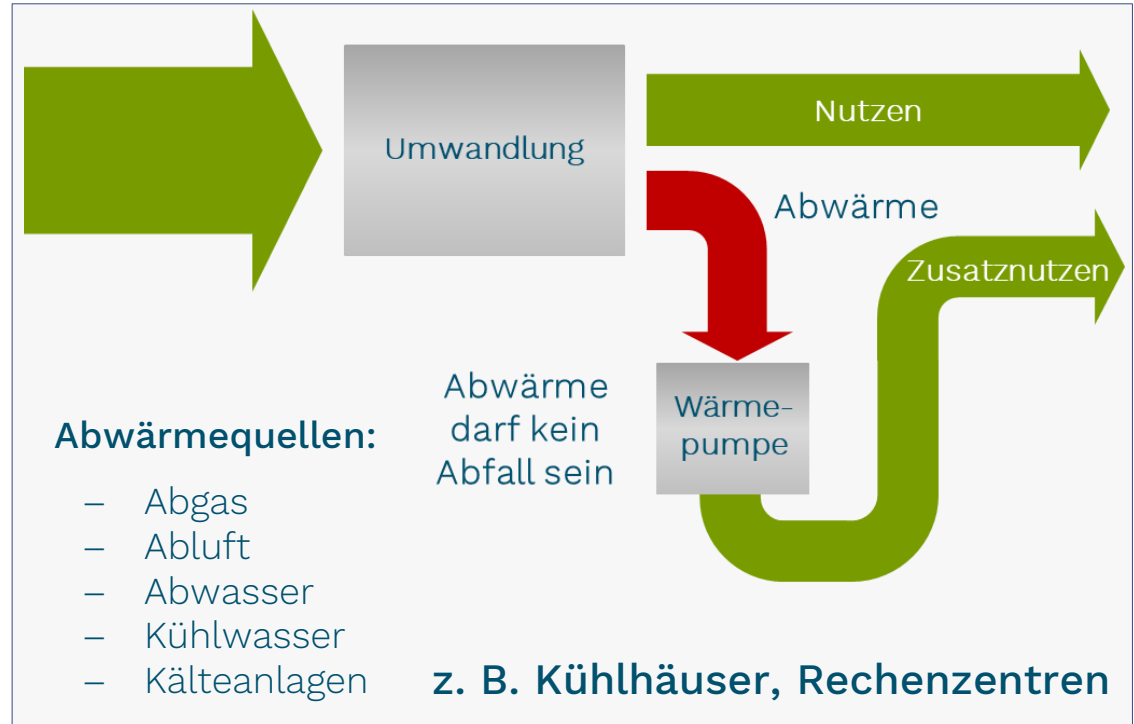 Umwandlung
Nutzen
Abwärme
Zusatznutzen
Abwärme
darf kein
Abfall sein
Wärme-
pumpe
Abwärmequellen:
– Abgas
– Abluft
– Abwasser
– Kühlwasser
– Kälteanlagen
z. B. Kühlhäuser, Rechenzentren